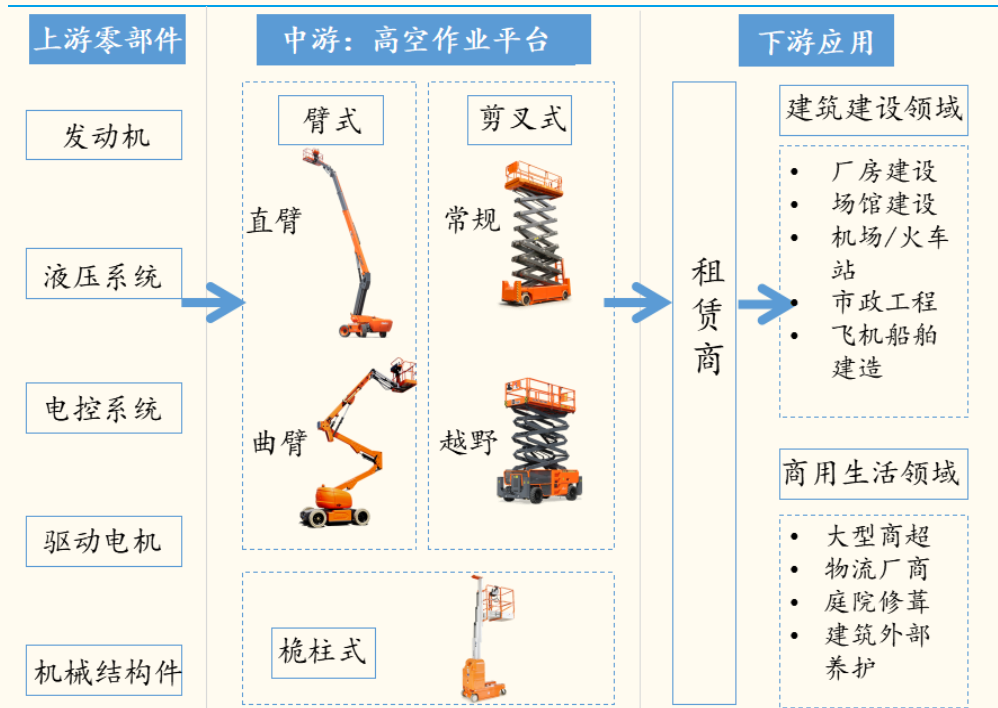 上游零部件
发动机
液压系统
电控系统
驱动电机
机械结构件
中游：高空作业平台
臂式
直臂
曲臂
剪叉式
常规
越野
桅柱式
下游应用
租
赁
商
建筑建设领域
• 厂房建设
• 场馆建设
• 机场/火车
站
• 市政工程
• 飞机船舶
建造
商用生活领域
• 大型商超
• 物流厂商
• 庭院修葺
• 建筑外部
养护